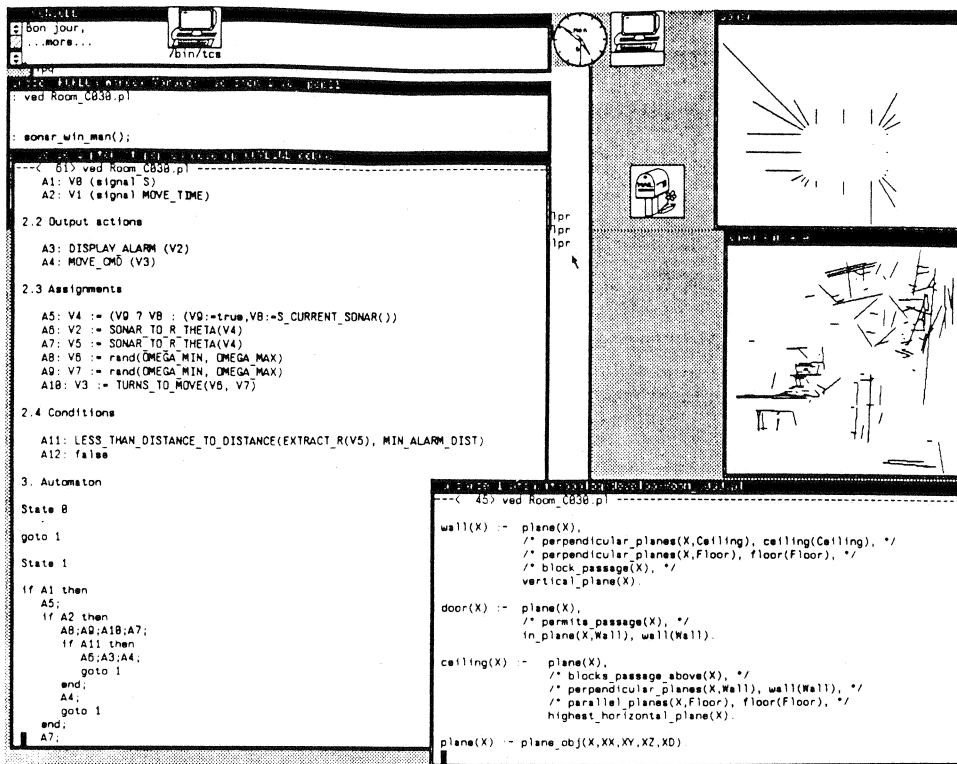 Bon jour,
...more...
/bin/tcs
: ved Room_C030.pl
: sonar_win_man();
---< 61> ved Room_C030.pl
A1: V0 (signal S)
A2: V1 (signal MOVE_TIME)
2.2 Output actions
A3: DISPLAY_ALARM (V2)
A4: MOVE_CMD (V3)
2.3 Assignments
A5: V4 := (V9 ? V8 : (V9:=true,V8:=S_CURRENT_SONAR())
A6: V2 := SONAR_TO_R_THETA(V4)
A7: V5 := SONAR_TO_R_THETA(V4)
A8: V6 := rand(OMEGA_MIN, OMEGA_MAX)
A9: V7 := rand(OMEGA_MIN, OMEGA_MAX)
A10: V3 := TURNS_TO_MOVE(V6, V7)
2.4 Conditions
A11: LESS_THAN_DISTANCE_TO_DISTANCE(EXTRACT_R(V5), MIN_ALARM_DIST)
A12: false
3. Automaton
State 0
goto 1
State 1
if A1 then
A5;
if A2 then
A8;A9;A10;A7;
if A11 then
A6;A3;A4;
goto 1
end;
A4;
goto 1
end;
A7;
lpr
lpr
lpr
---< 45> ved Room_C030.pl
wall(X) :- plane(X),
/* perpendicular_planes(X,Ceiling), ceiling(Ceiling), */
/* perpendicular_planes(X,Floor), floor(Floor), */
/* block_passage(X), */
vertical_plane(X).
door(X) :- plane(X),
/* permits_passage(X), */
in_plane(X,Wall), wall(Wall).
ceiling(X) :- plane(X),
/* blocks_passage_above(X), */
/* perpendicular_planes(X,Wall), wall(Wall), */
/* parallel_planes(X,Floor), floor(Floor), */
highest_horizontal_plane(X).
plane(X) :- plane_obj(X,XX,XY,XZ,XD).